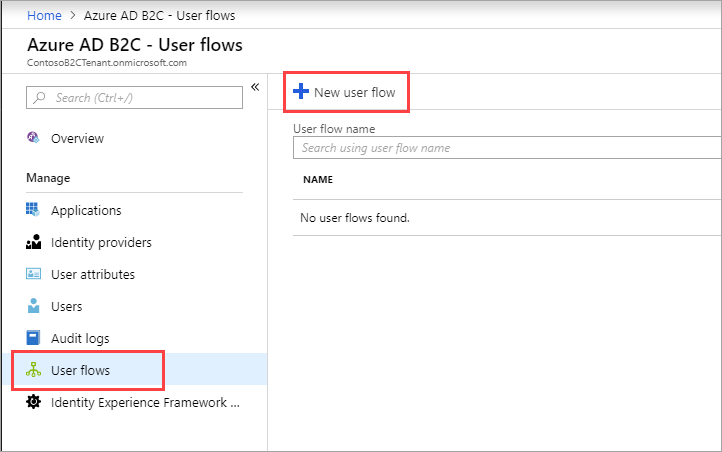 Home > Azure AD B2C - User flows
Azure AD B2C - User flows
ContosoB2CTenant.onmicrosoft.com
«
Search (Ctrl+/)
Overview
Manage
Applications
Identity providers
User attributes
Users
Audit logs
User flows
Identity Experience Framework ...
+ New user flow
User flow name
Search using user flow name
NAME
No user flows found.